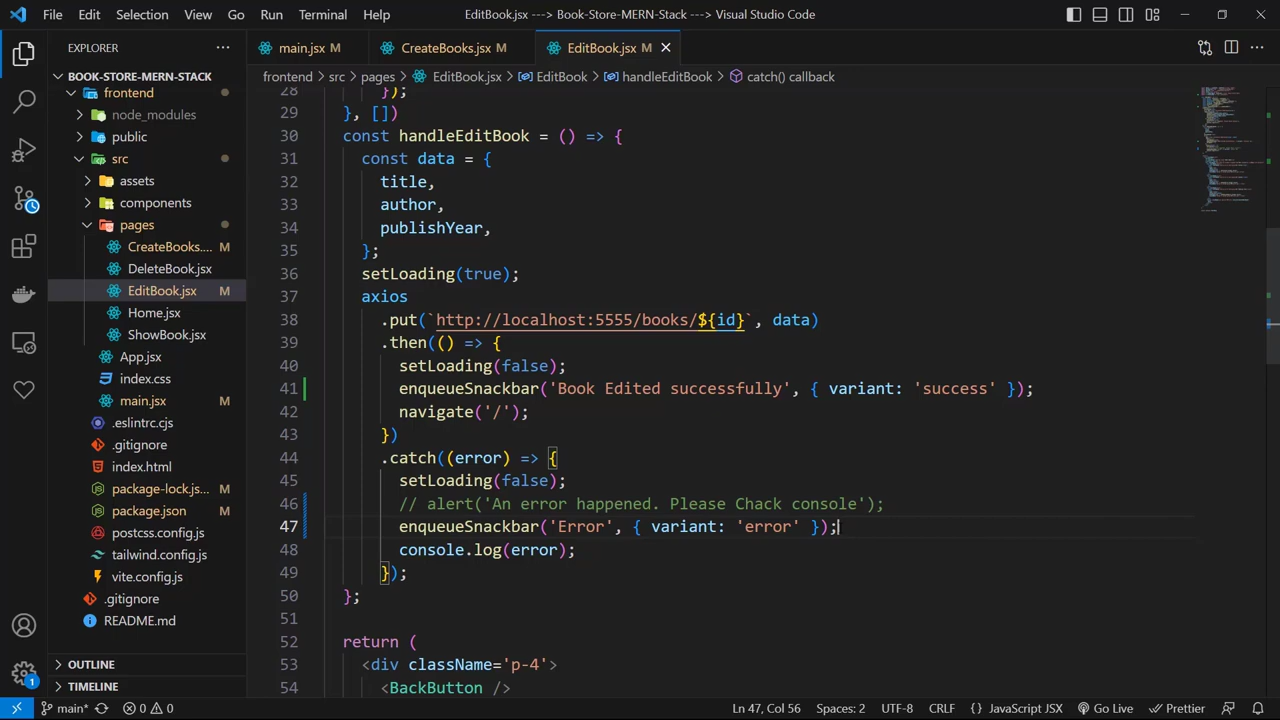 File Edit Selection View Go Run Terminal Help EditBook.jsx ---> Book-Store-MERN-Stack ---> Visual Studio Code
EXPLORER
BOOK-STORE-MERN-STACK
frontend
node_modules
public
src
assets
components
pages
CreateBooks.... M
DeleteBook.jsx
EditBook.jsx M
Home.jsx
ShowBook.jsx
App.jsx
index.css
main.jsx M
.eslintrc.cjs
.gitignore
index.html
package-lock.js... M
package.json M
postcss.config.js
tailwind.config.js
vite.config.js
.gitignore
README.md
OUTLINE
TIMELINE
main.jsx M CreateBooks.jsx M EditBook.jsx M
frontend > src > pages > EditBook.jsx > EditBook > handleEditBook > catch() callback
28 });
29 }, [])
30 const handleEditBook = () => {
31 const data = {
32 title,
33 author,
34 publishYear,
35 };
36 setLoading(true);
37 axios
38 .put(`http://localhost:5555/books/${id}`, data)
39 .then(() => {
40 setLoading(false);
41 enqueueSnackbar('Book Edited successfully', { variant: 'success' });
42 navigate('/');
43 })
44 .catch((error) => {
45 setLoading(false);
46 // alert('An error happened. Please Chack console');
47 enqueueSnackbar('Error', { variant: 'error' });
48 console.log(error);
49 });
50 };
51
52 return (
53 <div className='p-4'>
54 <BackButton />
1
main* 0 0 Ln 47, Col 56 Spaces: 2 UTF-8 CRLF {} JavaScript JSX Go Live Prettier